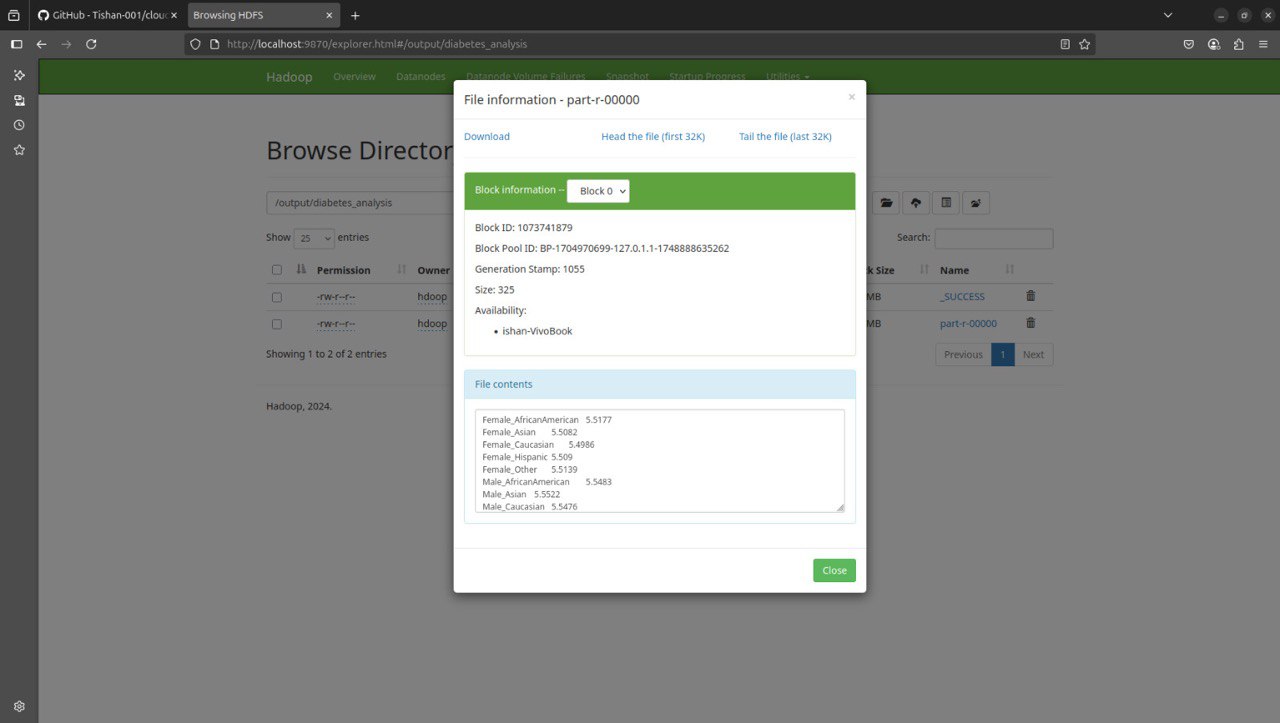 GitHub - Tishan-001/clou
Browsing HDFS
http://localhost:9870/explorer.html#/output/diabetes_analysis
Hadoop Overview Datanodes Datanode Volume Failures Snapshot Startup Progress Utilities
File information - part-r-00000
Download Head the file (first 32K) Tail the file (last 32K)
Browse Director
Block information -- Block 0
/output/diabetes_analysis
Block ID: 1073741879
Show 25 entries
Search:
Block Pool ID: BP-1704970699-127.0.1.1-1748888635262
Generation Stamp: 1055
Permission Owner k Size Name
Size: 325
-rw-r--r-- hdoop MB _SUCCESS
Availability:
-rw-r--r-- hdoop MB part-r-00000
ishan-VivoBook
Showing 1 to 2 of 2 entries
Previous 1 Next
File contents
Hadoop, 2024.
Female_AfricanAmerican 5.5177
Female_Asian 5.5082
Female_Caucasian 5.4986
Female_Hispanic 5.509
Female_Other 5.5139
Male_AfricanAmerican 5.5483
Male_Asian 5.5522
Male_Caucasian 5.5476
Close